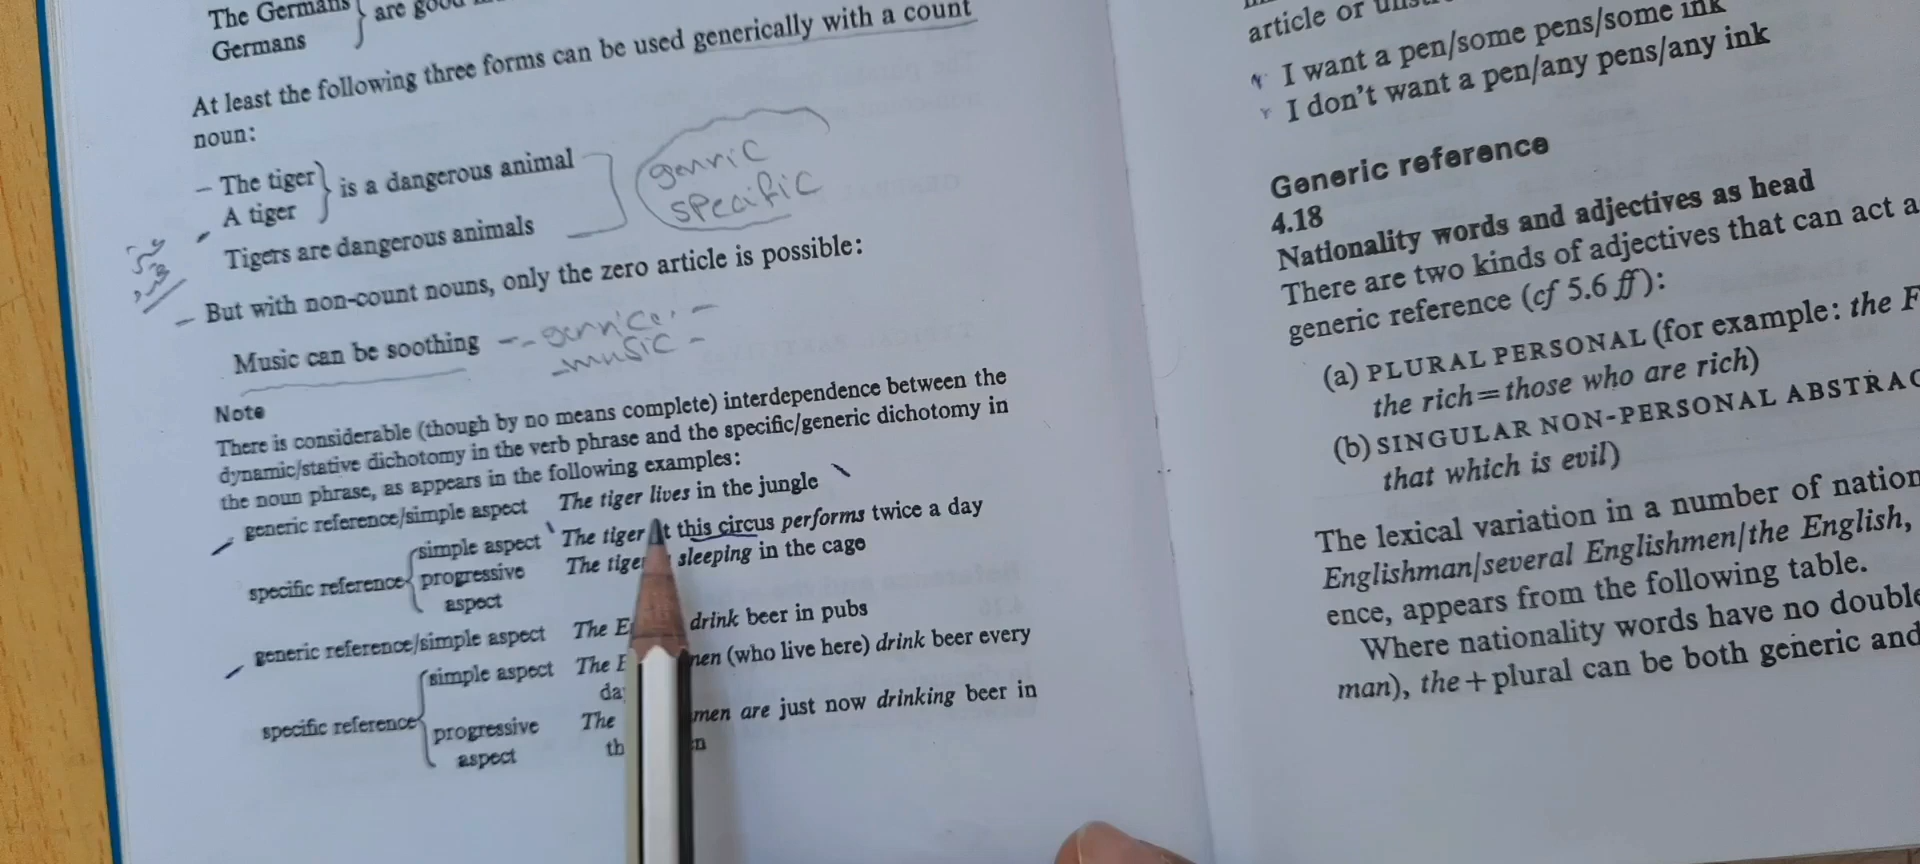 The Germans
Germans
are good
At least the following three forms can be used generically with a count
noun:
– The tiger
A tiger
is a dangerous animal
Tigers are dangerous animals
genric
specific
– But with non-count nouns, only the zero article is possible:
Music can be soothing
music
Note
There is considerable (though by no means complete) interdependence between the
dynamic/stative dichotomy in the verb phrase and the specific/generic dichotomy in
the noun phrase, as appears in the following examples:
generic reference/simple aspect The tiger lives in the jungle
specific reference
simple aspect The tiger at this circus performs twice a day
progressive
aspect
The sleeping in the cage
generic reference/simple aspect The drink beer in pubs
specific reference
simple aspect The (who live here) drink beer every
progressive
aspect
The men are just now drinking beer in
article or
I want a pen/some pens/some ink
I don't want a pen/any pens/any ink
Generic reference
4.18
Nationality words and adjectives as head
There are two kinds of adjectives that can act
generic reference (cf 5.6 ff):
(a) PLURAL PERSONAL (for example: the
the rich=those who are rich)
(b) SINGULAR NON-PERSONAL
that which is evil)
The lexical variation in a number of
Englishman/several Englishmen/the English,
ence, appears from the following table.
Where nationality words have no
man), the+plural can be both generic and